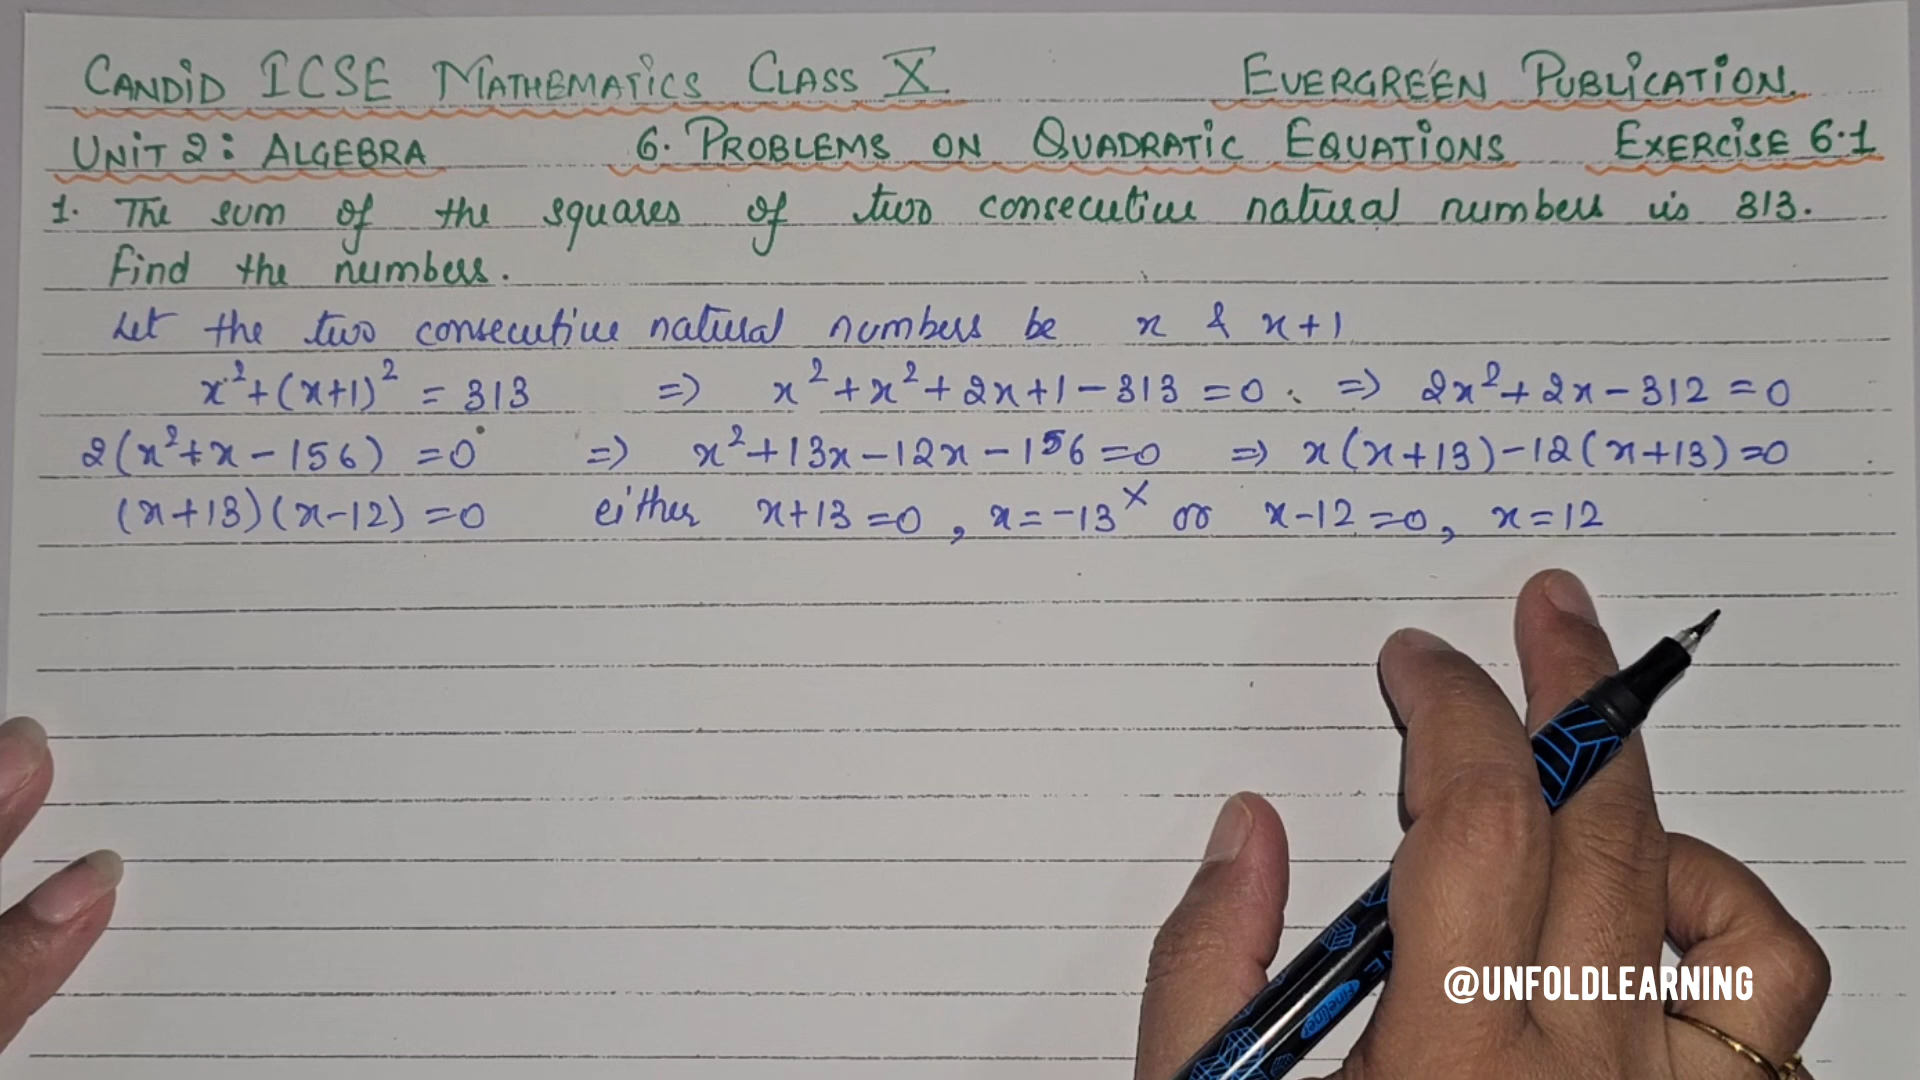 CANDID ICSE MATHEMATICS CLASS X EVERGREEN PUBLICATION.
UNIT 2: ALGEBRA 6. PROBLEMS ON QUADRATIC EQUATIONS EXERCISE 6.1
1. The sum of the squares of two consecutive natural numbers is 313.
Find the numbers.
Let the two consecutive natural numbers be x & x+1
x²+(x+1)² = 313 => x²+x²+2x+1-313=0. => 2x²+2x-312=0
2(x²+x-156)=0 => x²+13x-12x-156=0 => x(x+13)-12(x+13)=0
(x+13)(x-12)=0 either x+13=0, x=-13 x or x-12=0, x=12
Fineliner
@UNFOLDLEARNING